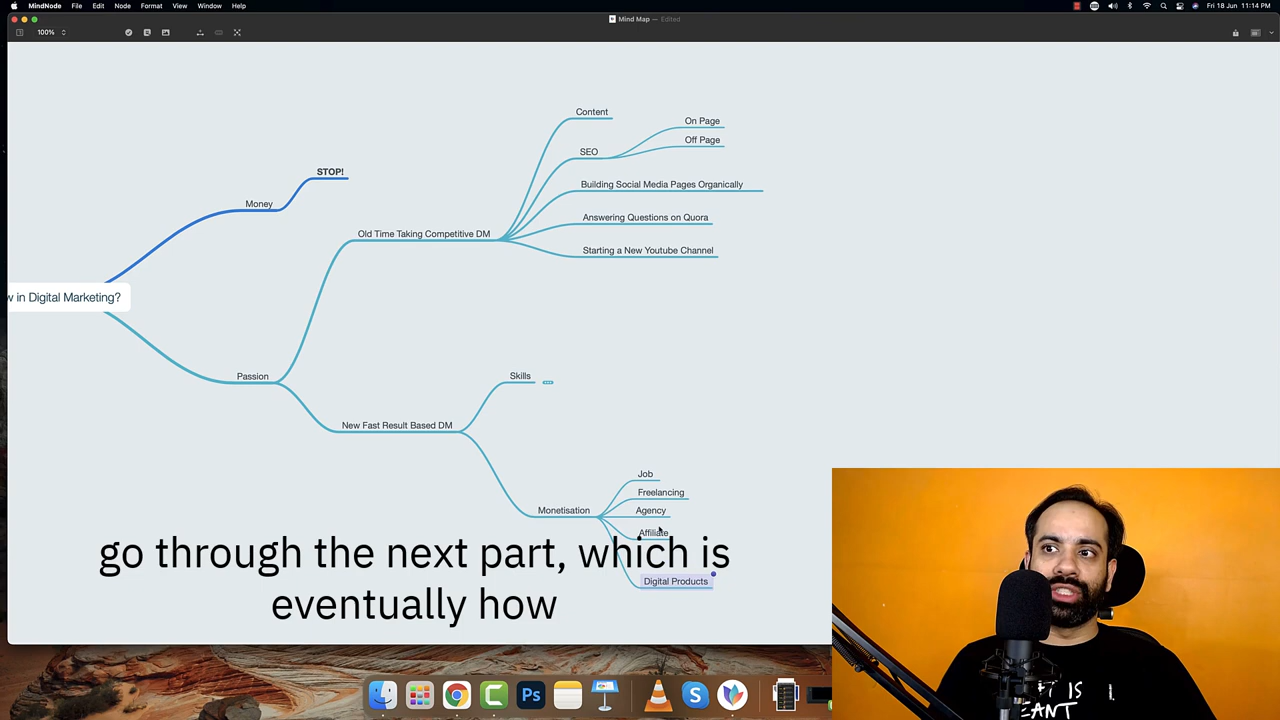 MindNode File Edit Node Format View Window Help Fri 18 Jun 11:14 PM
Mind Map — Edited
100%
Content
On Page
SEO
Off Page
STOP!
Building Social Media Pages Organically
Money
Answering Questions on Quora
Old Time Taking Competitive DM
Starting a New Youtube Channel
w in Digital Marketing?
Passion
Skills
New Fast Result Based DM
Job
Freelancing
Monetisation
Agency
Affiliate
Digital Products
go through the next part, which is
eventually how
Ps